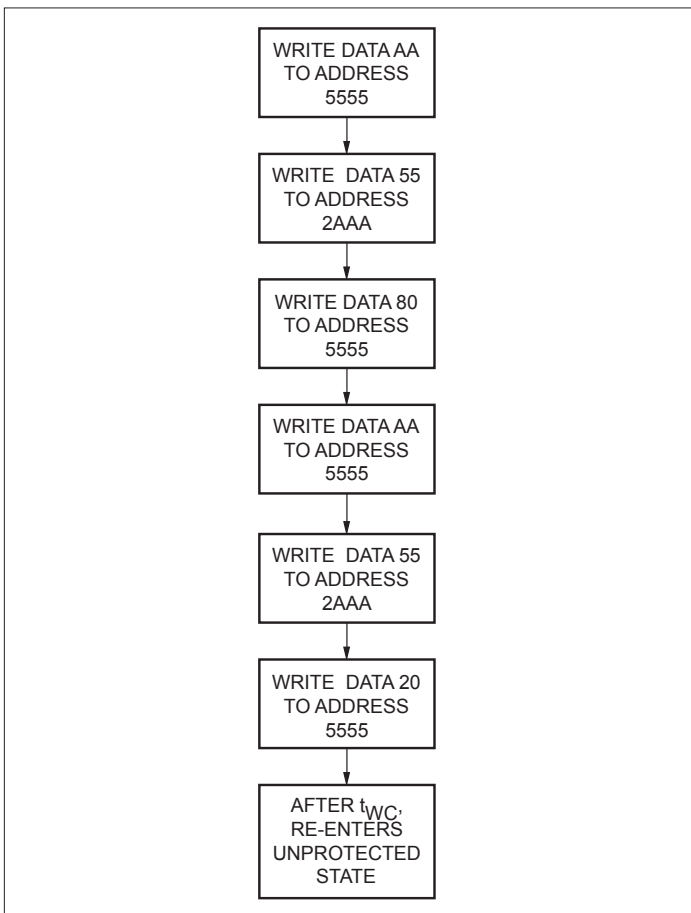 WRITE DATA AA
TO ADDRESS
5555
WRITE DATA 55
TO ADDRESS
2AAA
WRITE DATA 80
TO ADDRESS
5555
WRITE DATA AA
TO ADDRESS
5555
WRITE DATA 55
TO ADDRESS
2AAA
WRITE DATA 20
TO ADDRESS
5555
AFTER tWC,
RE-ENTERS
UNPROTECTED
STATE